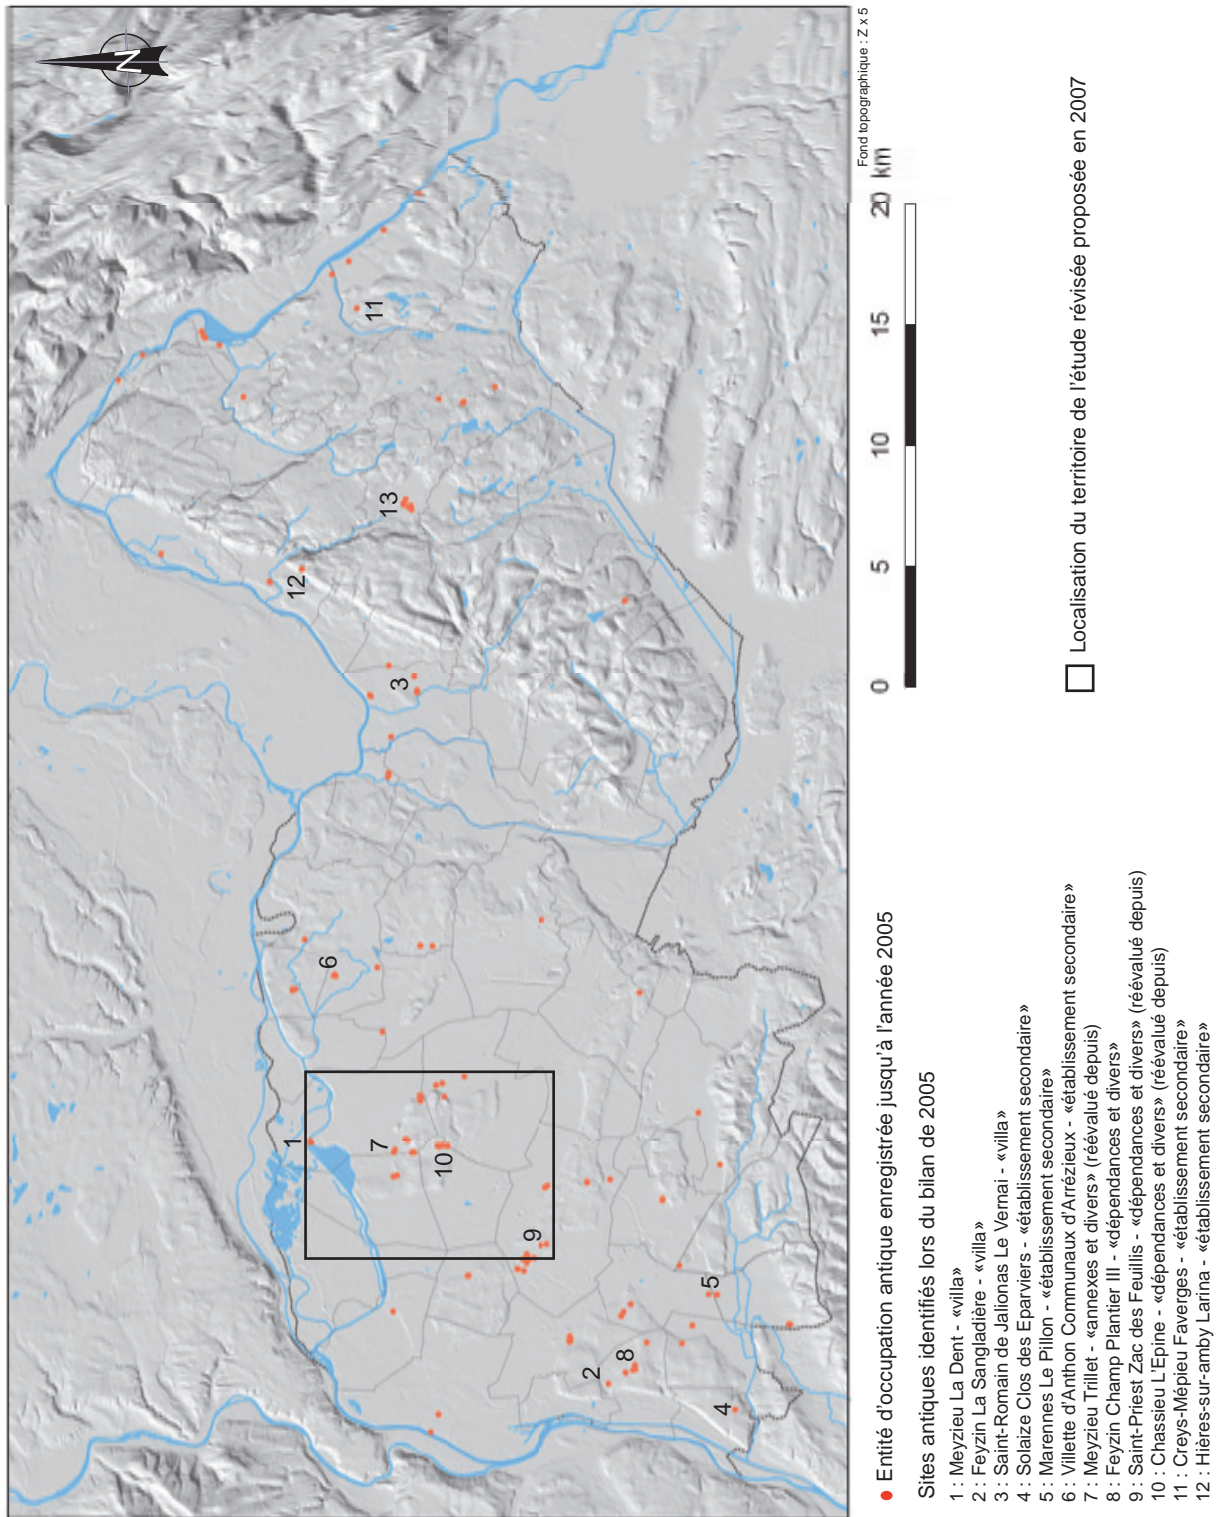 N
1
2
3
4
5
6
7
8
9
10
11
12
13
Fond topographique : Z x 5
0 5 10 15 20 km
Entité d'occupation antique enregistrée jusqu'à l'année 2005
Sites antiques identifiés lors du bilan de 2005
1 : Meyzieu La Dent - «villa»
2 : Feyzin La Sangladière - «villa»
3 : Saint-Romain de Jalionas Le Vernai - «villa»
4 : Solaize Clos des Eparviers - «établissement secondaire»
5 : Marennes Le Pillon - «établissement secondaire»
6 : Villette d'Anthon Communaux d'Arrézieux - «établissement secondaire»
7 : Meyzieu Trillet - «annexes et divers» (réévalué depuis)
8 : Feyzin Champ Plantier III - «dépendances et divers»
9 : Saint-Priest Zac des Feuillis - «dépendances et divers» (réévalué depuis)
10 : Chassieu L'Epine - «dépendances et divers» (réévalué depuis)
11 : Creys-Mépieu Faverges - «établissement secondaire»
12 : Hières-sur-amby Larina - «établissement secondaire»
Localisation du territoire de l'étude révisée proposée en 2007